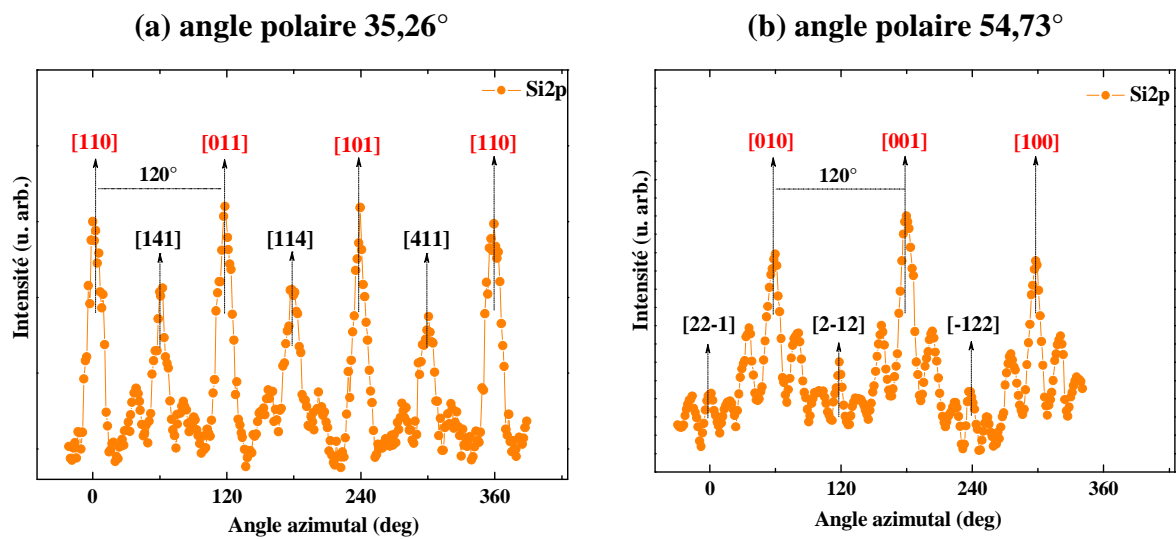 (a) angle polaire 35,26°
Si2p
[110]
[011]
[101]
[110]
120°
[141]
[114]
[411]
Intensité (u. arb.)
0
120
240
360
Angle azimutal (deg)
(b) angle polaire 54,73°
Si2p
[010]
[001]
[100]
120°
[22-1]
[2-12]
[-122]
Intensité (u. arb.)
0
120
240
360
Angle azimutal (deg)